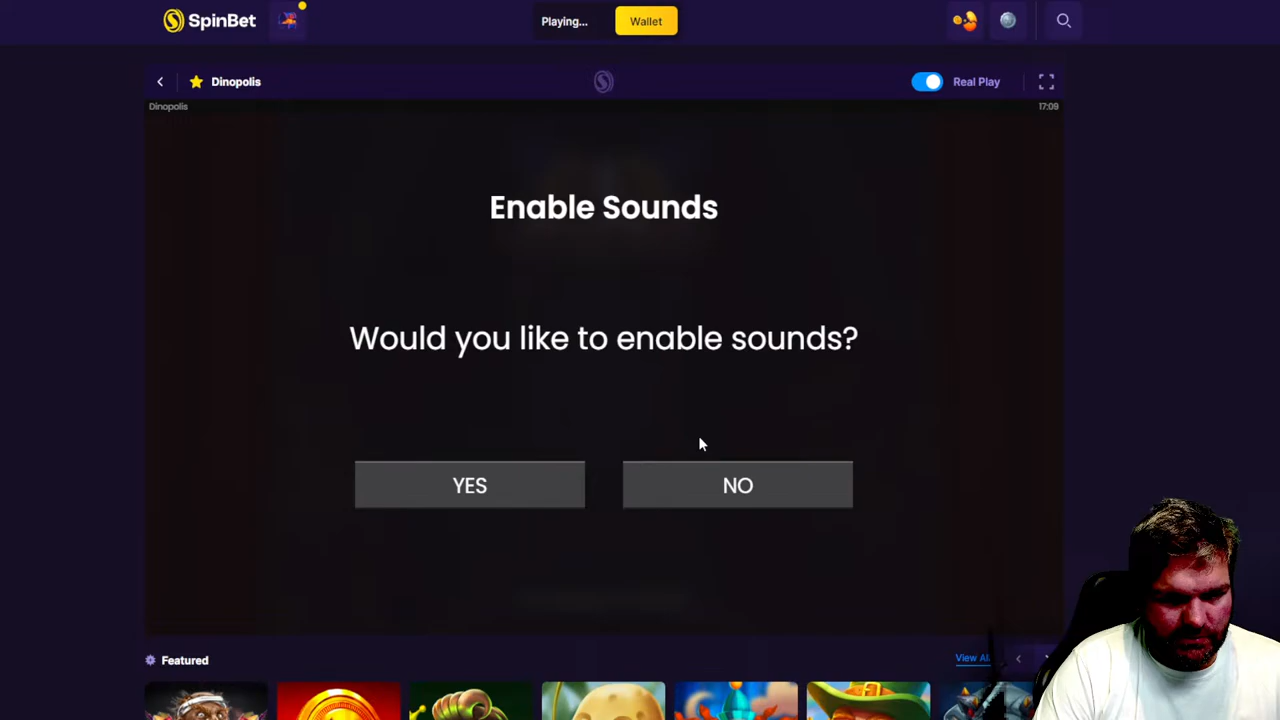 SpinBet
Playing...
Wallet
Dinopolis
Real Play
Dinopolis
17:09
Enable Sounds
Would you like to enable sounds?
YES
NO
Featured
View All